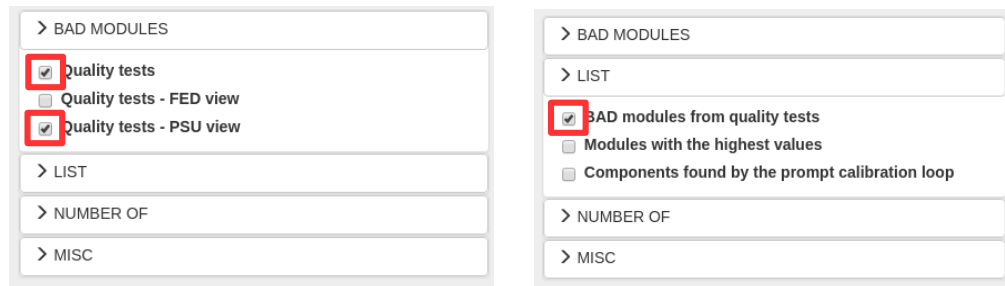 BAD MODULES
Quality tests
Quality tests - FED view
Quality tests - PSU view
LIST
NUMBER OF
MISC
BAD MODULES
LIST
BAD modules from quality tests
Modules with the highest values
Components found by the prompt calibration loop
NUMBER OF
MISC